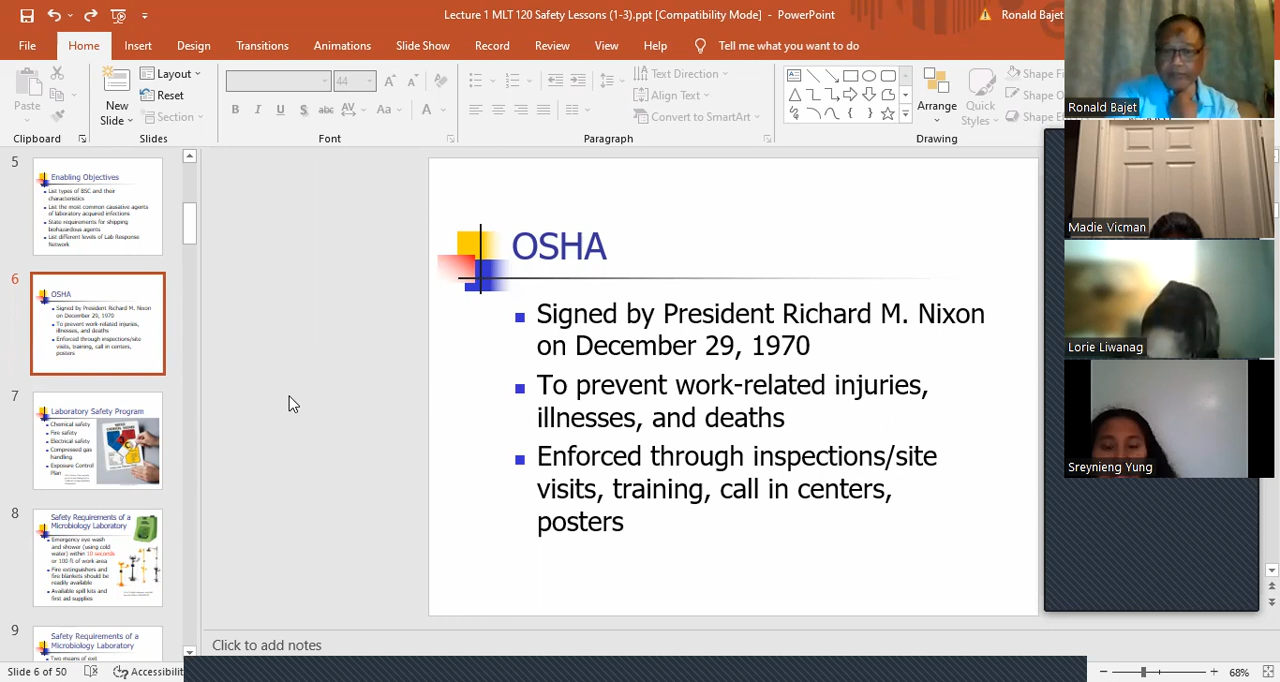 Lecture 1 MLT 120 Safety Lessons (1-3).ppt [Compatibility Mode] - PowerPoint
Ronald Bajet
File Home Insert Design Transitions Animations Slide Show Record Review View Help Tell me what you want to do
Paste
Clipboard
New Slide
Layout
Reset
Section
Slides
44
B I U S abc AV Aa A
Font
Text Direction
Align Text
Convert to SmartArt
Paragraph
Arrange
Quick Styles
Shape Fi
Shape O
Shape Ef
Drawing
Ronald Bajet
Madie Vicman
Lorie Liwanag
Sreynieng Yung
5
Enabling Objectives
List types of BSC and their
characteristics
List the most common causative agents
of laboratory acquired infections
State requirements for shipping
biohazardous agents
List different levels of Lab Response
Network
6
OSHA
Signed by President Richard M. Nixon
on December 29, 1970
To prevent work-related injuries,
illnesses, and deaths
Enforced through inspections/site
visits, training, call in centers,
posters
7
Laboratory Safety Program
Chemical safety
Fire safety
Electrical safety
Compressed gas
handling
Exposure Control
Plan
8
Safety Requirements of a
Microbiology Laboratory
Emergency eye wash
and shower (using cold
water) within 10 seconds
or 100 ft of work area
Fire extinguishers and
fire blankets should be
readily available
Available spill kits and
first aid supplies
9
Safety Requirements of a
Microbiology Laboratory
Two means of exit
OSHA
Signed by President Richard M. Nixon
on December 29, 1970
To prevent work-related injuries,
illnesses, and deaths
Enforced through inspections/site
visits, training, call in centers,
posters
Click to add notes
Slide 6 of 50
Accessibilit
68%